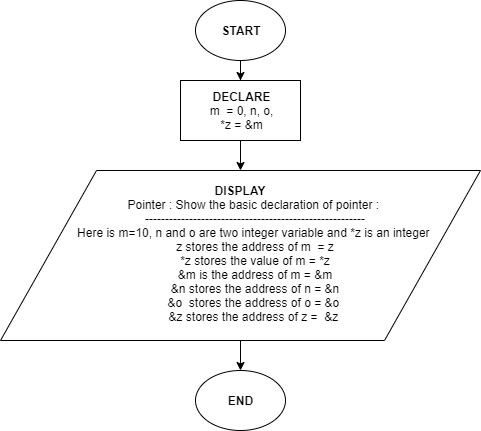 START
DECLARE
m = 0, n, o,
*z = &m
DISPLAY
Pointer : Show the basic declaration of pointer :
-------------------------------------------------------
Here is m=10, n and o are two integer variable and *z is an integer
z stores the address of m = z
*z stores the value of m = *z
&m is the address of m = &m
&n stores the address of n = &n
&o stores the address of o = &o
&z stores the address of z = &z
END